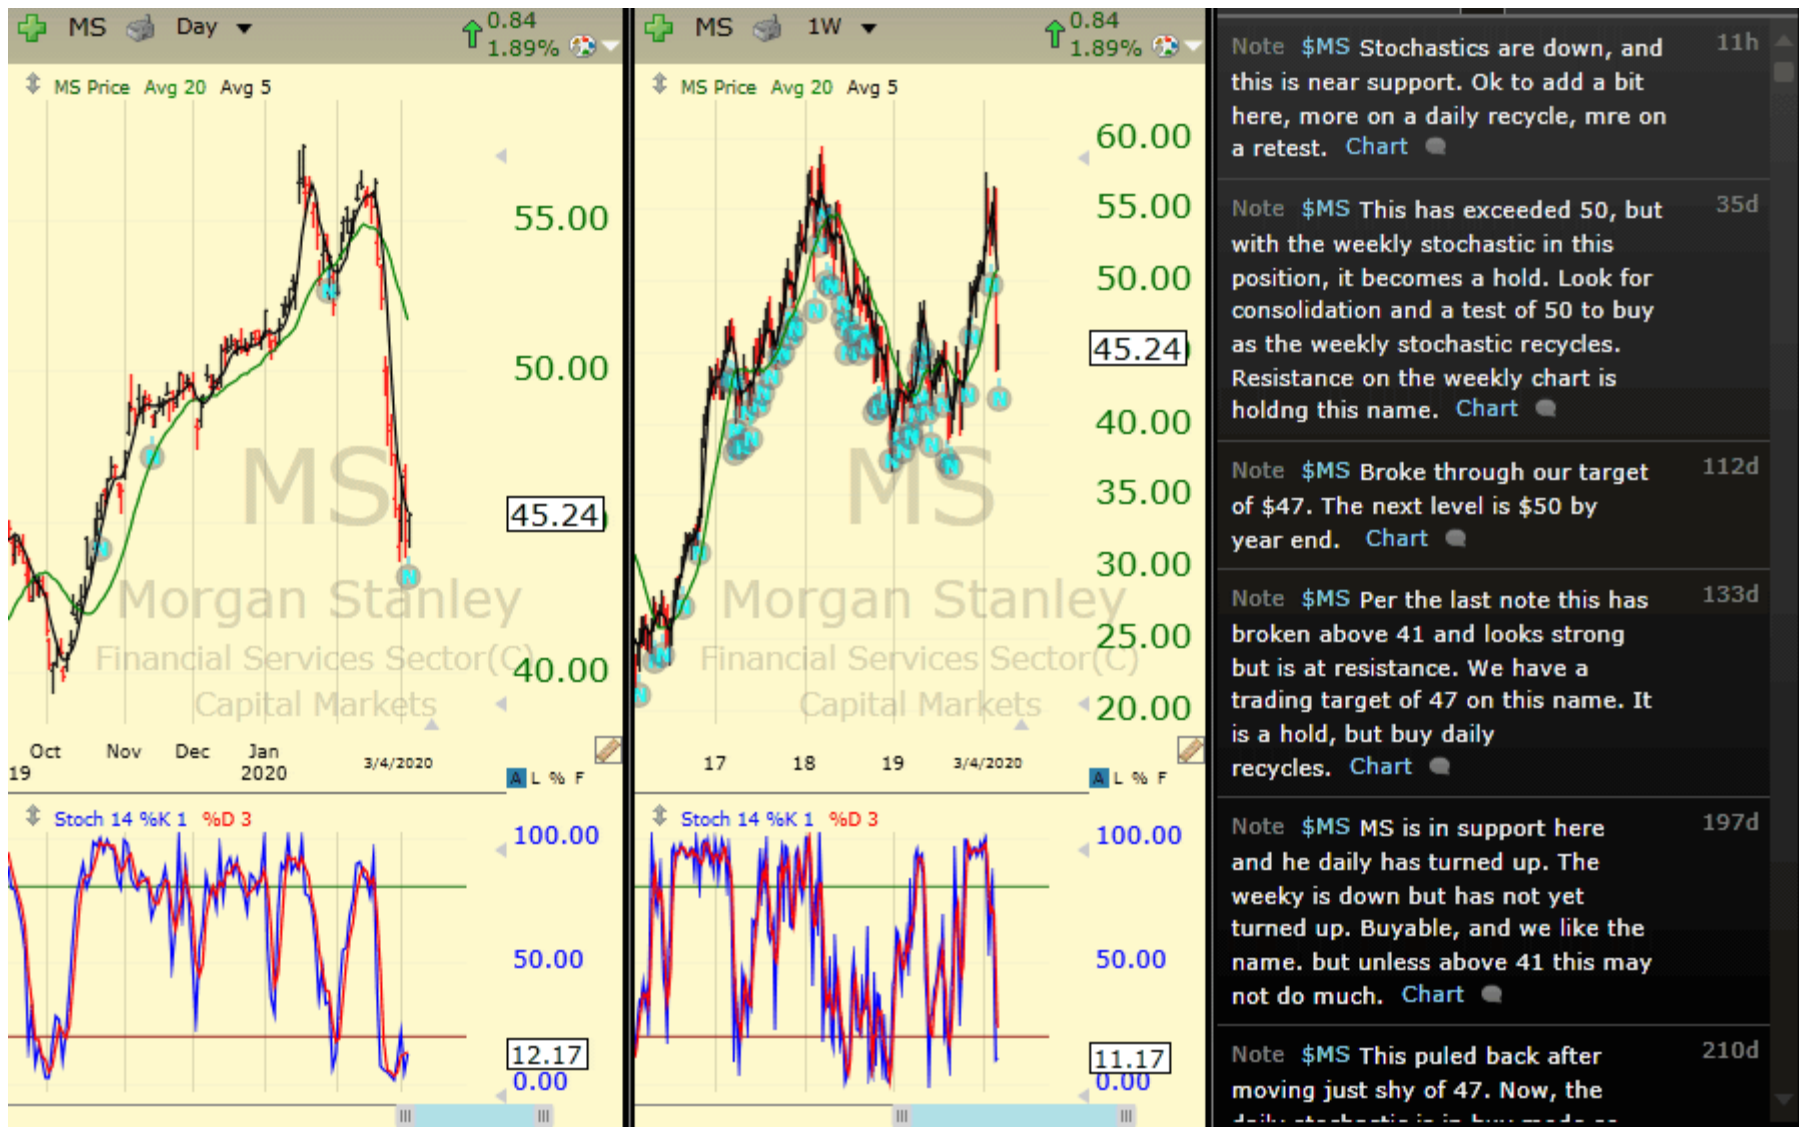 MS Day 0.84
1.89%
MS Price Avg 20 Avg 5
55.00
50.00
45.24
40.00
MS
Morgan Stanley
Financial Services Sector(C)
Capital Markets
Oct Nov Dec Jan 3/4/2020
19 2020
A L % F
Stoch 14 %K 1 %D 3
100.00
50.00
12.17
0.00
MS 1W 0.84
1.89%
MS Price Avg 20 Avg 5
60.00
55.00
50.00
45.24
40.00
35.00
30.00
25.00
20.00
MS
Morgan Stanley
Financial Services Sector(C)
Capital Markets
17 18 19 3/4/2020
A L % F
Stoch 14 %K 1 %D 3
100.00
50.00
11.17
0.00
Note $MS Stochastics are down, and 11h
this is near support. Ok to add a bit
here, more on a daily recycle, mre on
a retest. Chart
Note $MS This has exceeded 50, but 35d
with the weekly stochastic in this
position, it becomes a hold. Look for
consolidation and a test of 50 to buy
as the weekly stochastic recycles.
Resistance on the weekly chart is
holdng this name. Chart
Note $MS Broke through our target 112d
of $47. The next level is $50 by
year end. Chart
Note $MS Per the last note this has 133d
broken above 41 and looks strong
but is at resistance. We have a
trading target of 47 on this name. It
is a hold, but buy daily
recycles. Chart
Note $MS MS is in support here 197d
and he daily has turned up. The
weeky is down but has not yet
turned up. Buyable, and we like the
name. but unless above 41 this may
not do much. Chart
Note $MS This puled back after 210d
moving just shy of 47. Now, the
daily stochastic is in buy mode